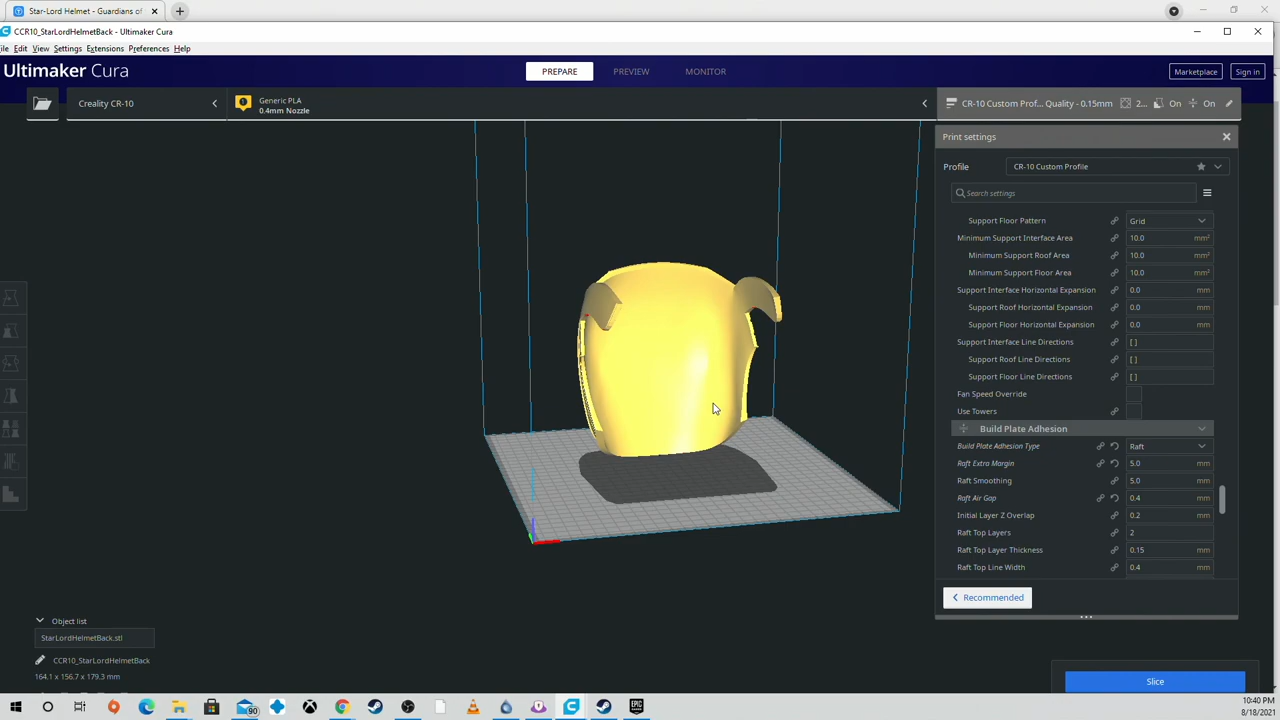 Star-Lord Helmet - Guardians of
CCR10_StarLordHelmetBack - Ultimaker Cura
ile Edit View Settings Extensions Preferences Help
Ultimaker Cura
PREPARE
PREVIEW
MONITOR
Marketplace
Sign in
Creality CR-10
Generic PLA
0.4mm Nozzle
CR-10 Custom Prof... Quality - 0.15mm
2...
On
On
Print settings
Profile
CR-10 Custom Profile
Search settings
Support Floor Pattern Grid
Minimum Support Interface Area 10.0 mm²
Minimum Support Roof Area 10.0 mm²
Minimum Support Floor Area 10.0 mm²
Support Interface Horizontal Expansion 0.0 mm
Support Roof Horizontal Expansion 0.0 mm
Support Floor Horizontal Expansion 0.0 mm
Support Interface Line Directions [ ]
Support Roof Line Directions [ ]
Support Floor Line Directions [ ]
Fan Speed Override
Use Towers
Build Plate Adhesion
Build Plate Adhesion Type Raft
Raft Extra Margin 5.0 mm
Raft Smoothing 5.0 mm
Raft Air Gap 0.4 mm
Initial Layer Z Overlap 0.2 mm
Raft Top Layers 2
Raft Top Layer Thickness 0.15 mm
Raft Top Line Width 0.4 mm
Recommended
Object list
StarLordHelmetBack.stl
CCR10_StarLordHelmetBack
164.1 x 156.7 x 179.3 mm
Slice
90
EPIC
10:40 PM
8/18/2021